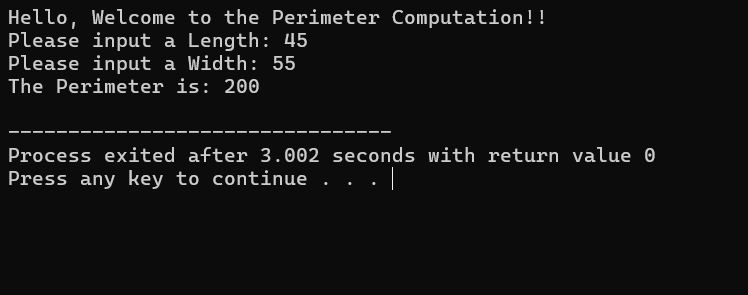 Hello, Welcome to the Perimeter Computation!!
Please input a Length: 45
Please input a Width: 55
The Perimeter is: 200
--------------------------------
Process exited after 3.002 seconds with return value 0
Press any key to continue . . .